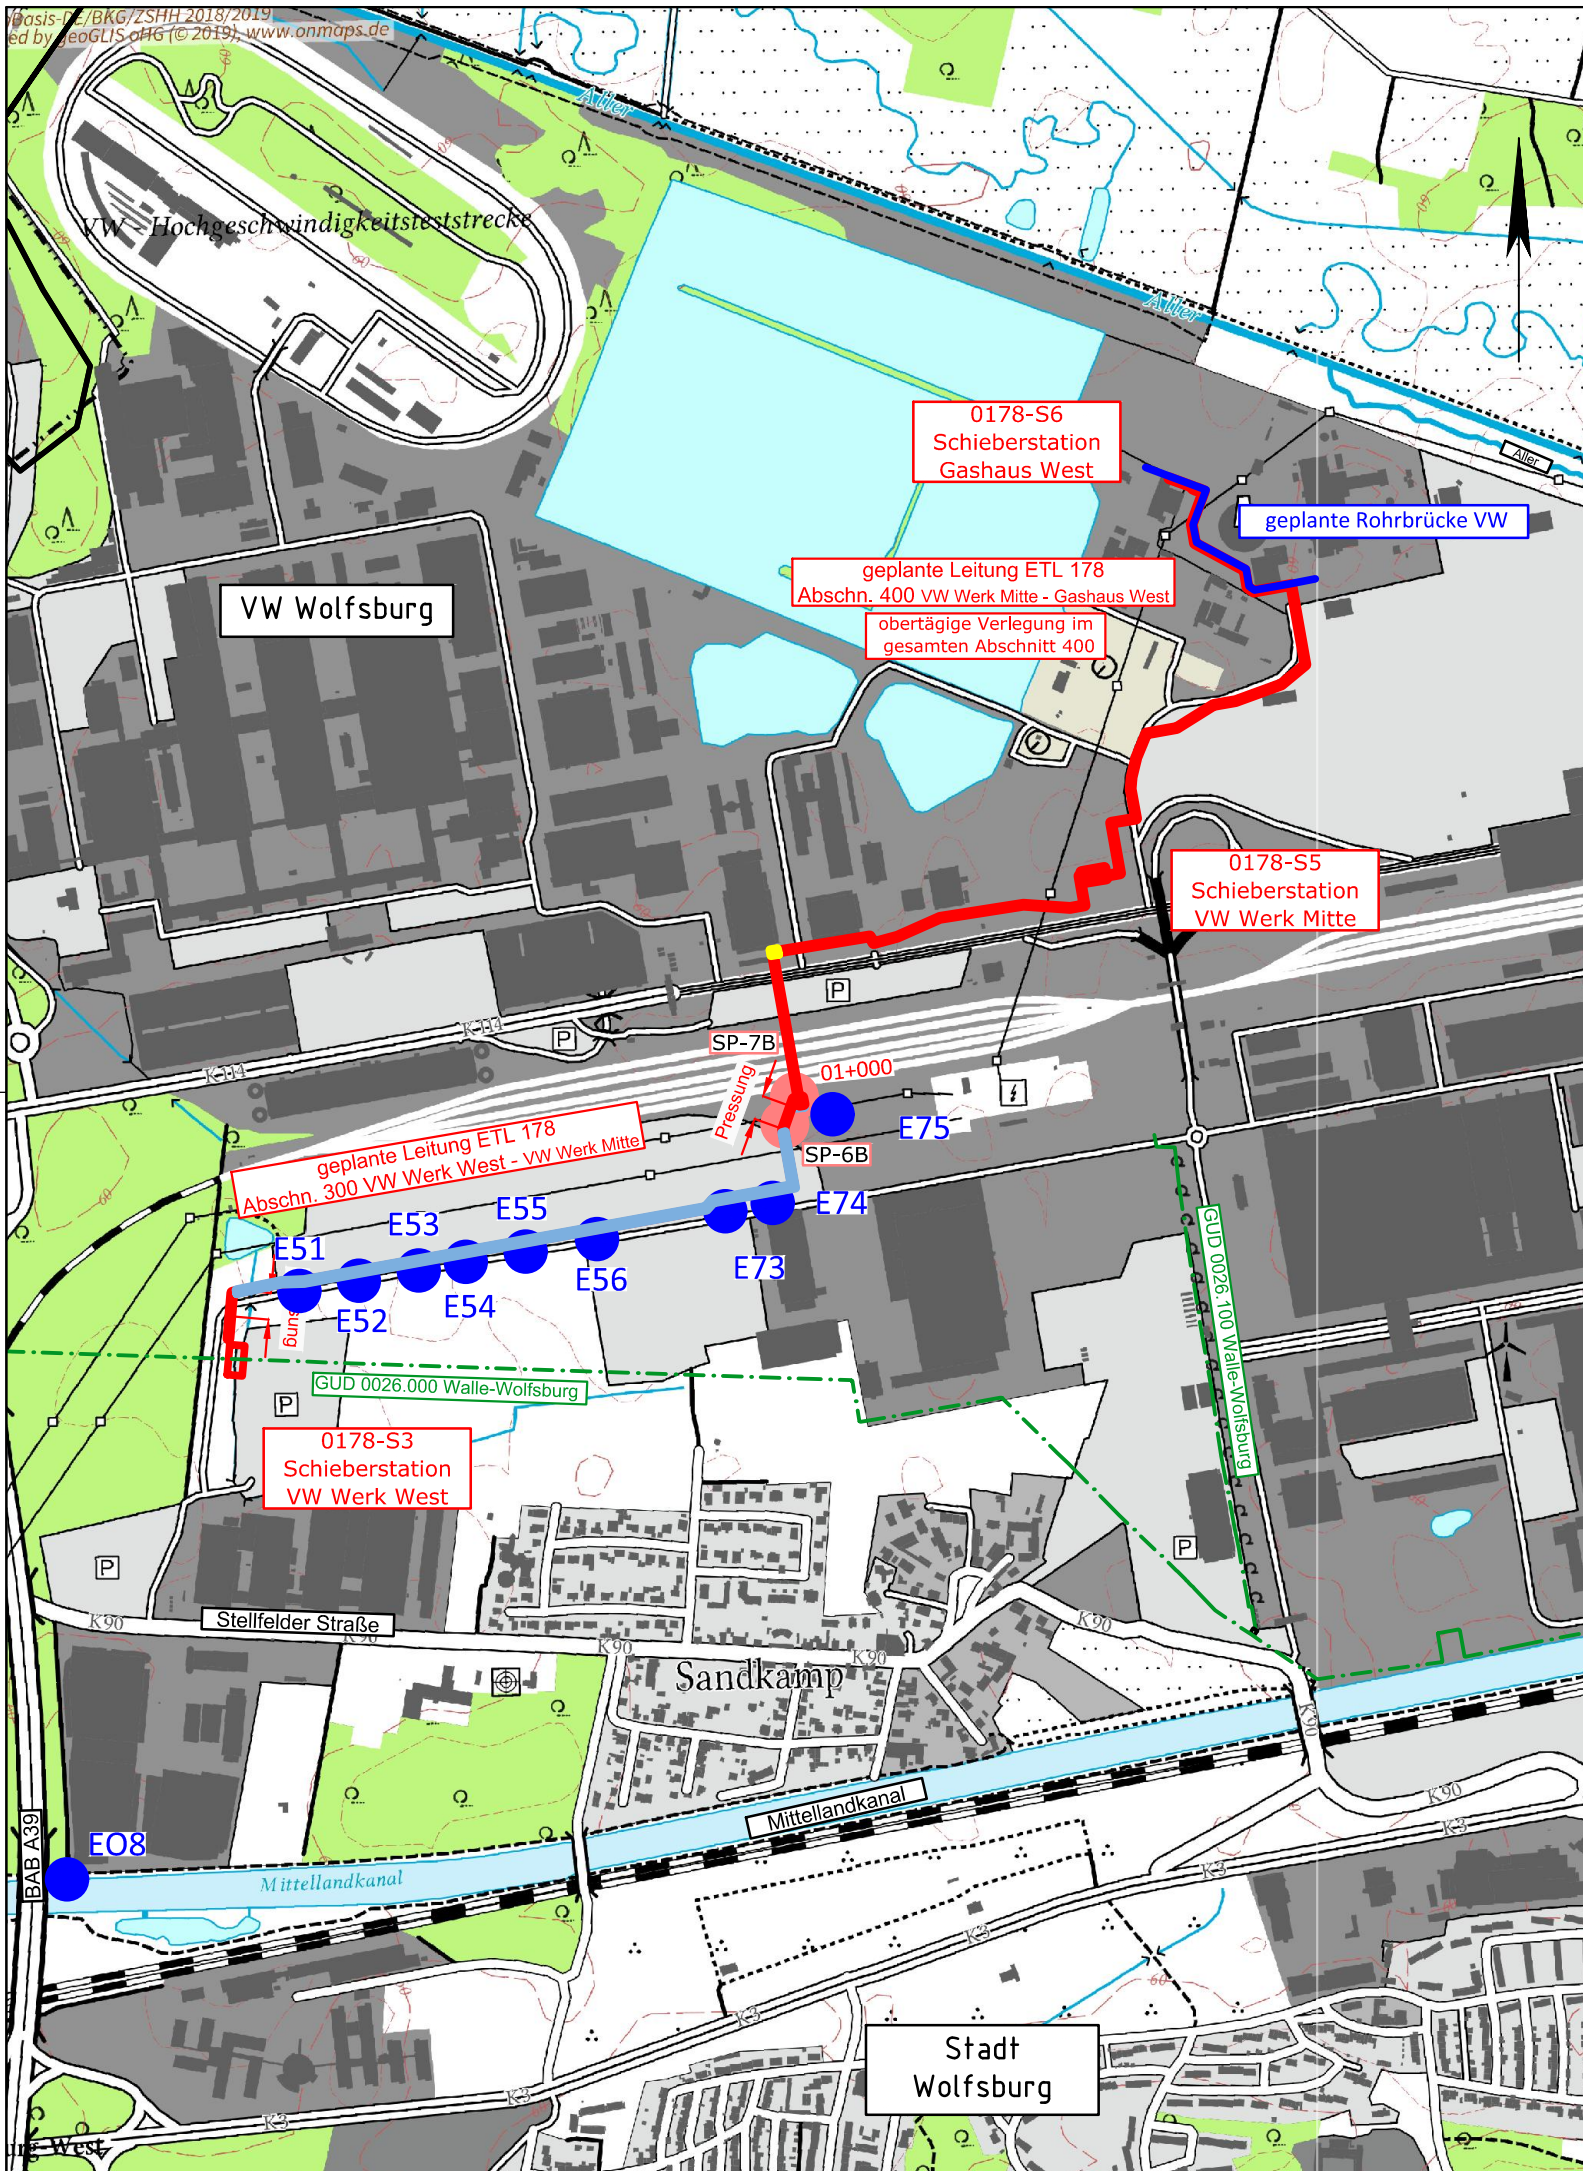 Basis-DE/BKG/ZSHH 2018/2019
ed by geoGLIS oHG (© 2019), www.onmaps.de
Aller
VW - Hochgeschwindigkeitsteststrecke
Aller
0178-S6
Schieberstation
Gashaus West
Aller
geplante Rohrbrücke VW
geplante Leitung ETL 178
Abschn. 400 VW Werk Mitte - Gashaus West
VW Wolfsburg
obertägige Verlegung im
gesamten Abschnitt 400
0178-S5
Schieberstation
VW Werk Mitte
P
K114
P
SP-7B
01+000
K114
Pressung
E75
geplante Leitung ETL 178
Abschn. 300 VW Werk West - VW Werk Mitte
SP-6B
E74
E55
E53
E51
E73
E56
E54
E52
sung
GUD 0026.100 Walle-Wolfsburg
GUD 0026.000 Walle-Wolfsburg
P
0178-S3
Schieberstation
VW Werk West
P
P
K90
Stellfelder Straße
K90
K90
K90
K90
Sandkamp
K90
K90
Mittellandkanal
K3
BAB A39
EO8
Mittellandkanal
K3
K3
60
K3
Stadt
Wolfsburg
K3
K3
urg-West